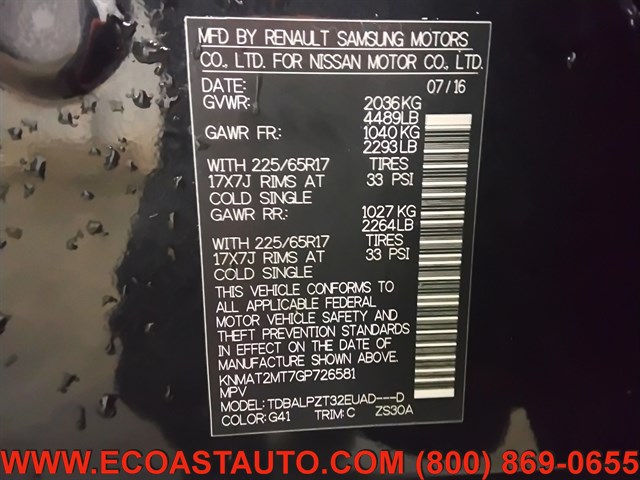 MFD BY RENAULT SAMSUNG MOTORS
CO., LTD. FOR NISSAN MOTOR CO., LTD.
DATE: 07/16
GVWR: 2036KG
4489LB
GAWR FR: 1040KG
2293LB
WITH 225/65R17 TIRES
17X7J RIMS AT 33 PSI
COLD SINGLE
GAWR RR: 1027 KG
2264LB
WITH 225/65R17 TIRES
17X7J RIMS AT 33 PSI
COLD SINGLE
THIS VEHICLE CONFORMS TO
ALL APPLICABLE FEDERAL
MOTOR VEHICLE SAFETY AND
THEFT PREVENTION STANDARDS
IN EFFECT ON THE DATE OF
MANUFACTURE SHOWN ABOVE.
KNMAT2MT7GP726581
MPV
MODEL: TDBALPZT32EUAD---D
COLOR: G41 TRIM: C ZS30A
WWW.ECOASTAUTO.COM (800) 869-0655